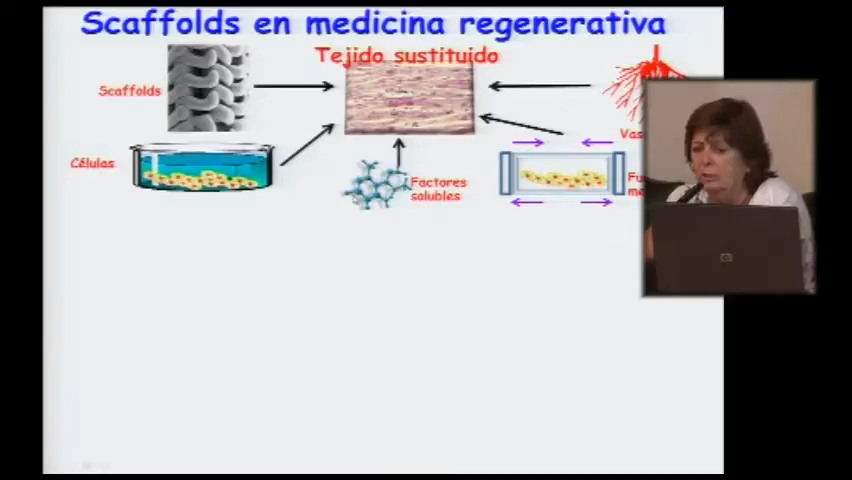 Scaffolds en medicina regenerativa
Tejido sustituido
Scaffolds
Células
Factores
solubles